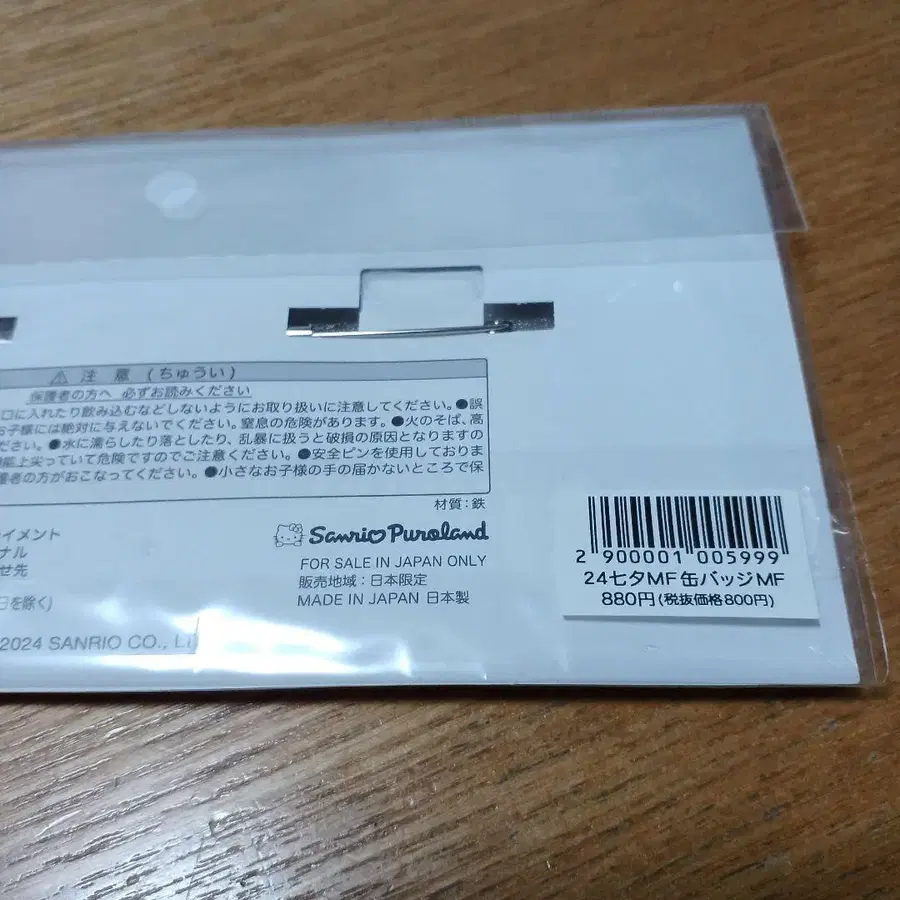 ⚠ 注 意 (ちゅうい)
保護者の方へ 必ずお読みください
口に入れたり飲み込むなどしないようにお取り扱いに注意してください。●誤
お子様には絶対に与えないでください。窒息の危険があります。●火のそば、高
ださい。●水に濡らしたり落としたり、乱暴に扱うと破損の原因となりますの
能上尖っていて危険ですのでご注意ください。●安全ピンを使用しておりま
護者の方がおこなってください。●小さなお子様の手の届かないところで保
材質:鉄
イメント
ナル
せ先
日を除く)
2024 SANRIO CO., L
Sanrio Puroland
FOR SALE IN JAPAN ONLY
販売地域:日本限定
MADE IN JAPAN 日本製
2 900001 005999
24七夕MF缶バッジMF
880円(税抜価格800円)